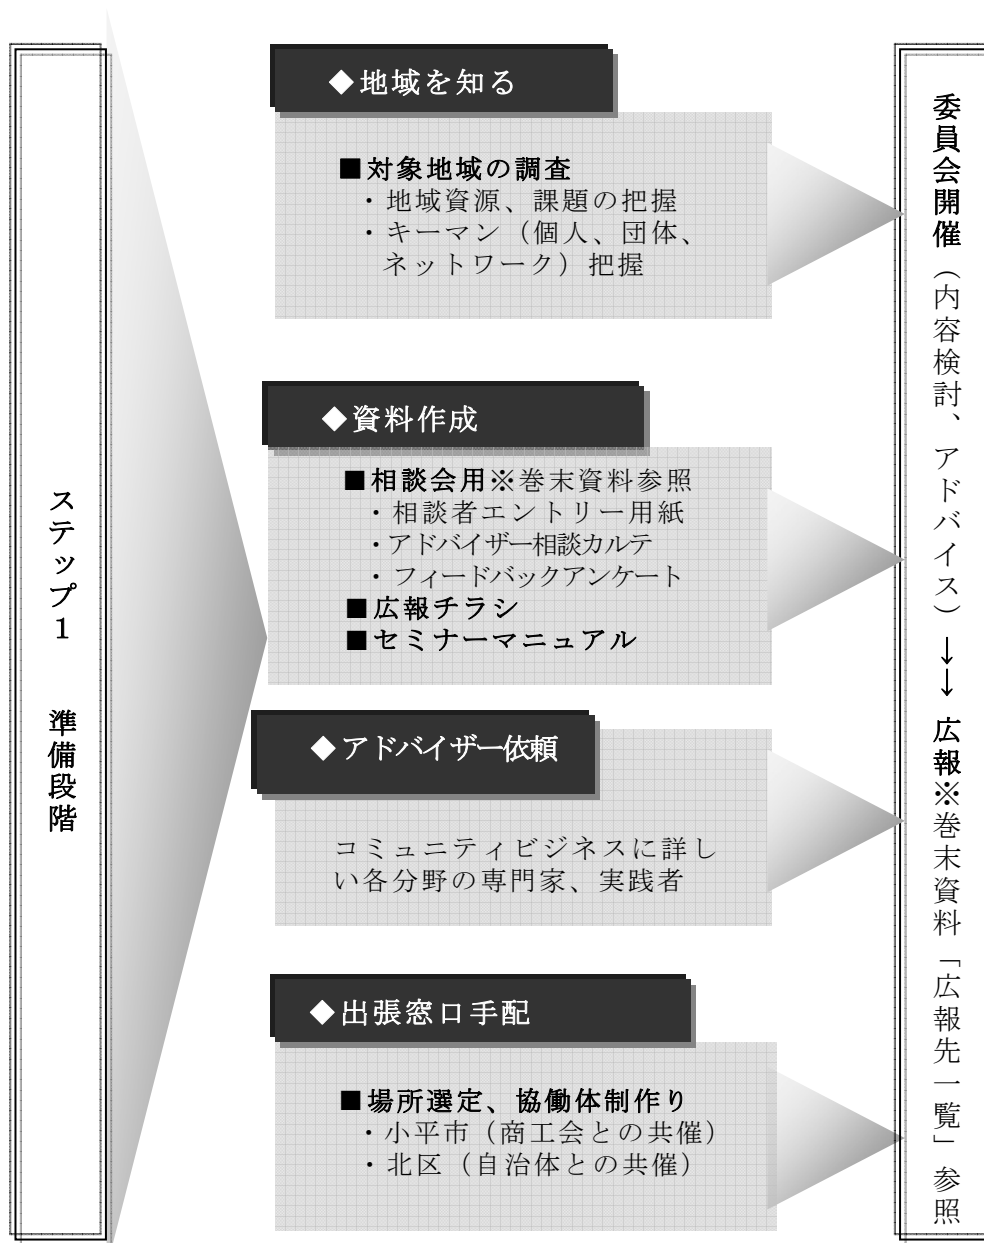 ステップ1　準備段階
◆地域を知る
■対象地域の調査
・地域資源、課題の把握
・キーマン（個人、団体、
ネットワーク）把握
◆資料作成
■相談会用※巻末資料参照
・相談者エントリー用紙
・アドバイザー相談カルテ
・フィードバックアンケート
■広報チラシ
■セミナーマニュアル
◆アドバイザー依頼
コミュニティビジネスに詳し
い各分野の専門家、実践者
◆出張窓口手配
■場所選定、協働体制作り
・小平市（商工会との共催）
・北区（自治体との共催）
委員会開催（内容検討、アドバイス）→→広報※巻末資料「広報先一覧」参照